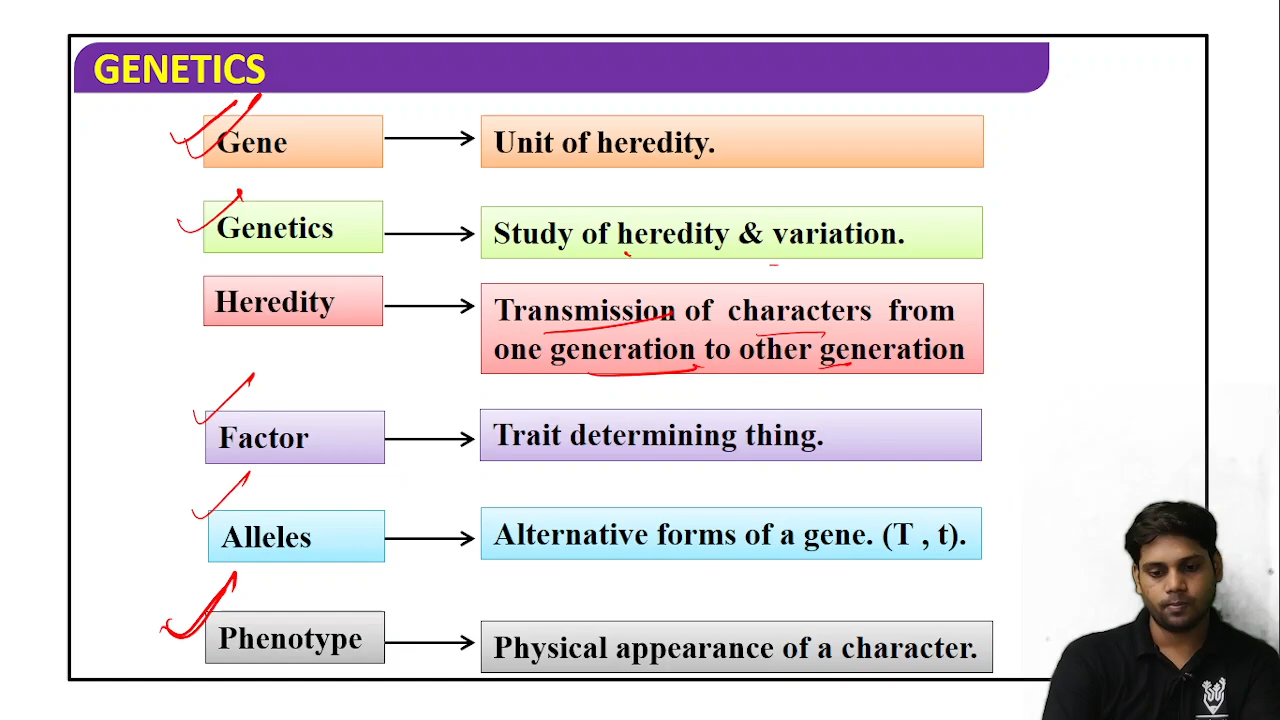 GENETICS
Gene
Unit of heredity.
Genetics
Study of heredity & variation.
Heredity
Transmission of characters from
one generation to other generation
Factor
Trait determining thing.
Alleles
Alternative forms of a gene. (T , t).
Phenotype
Physical appearance of a character.